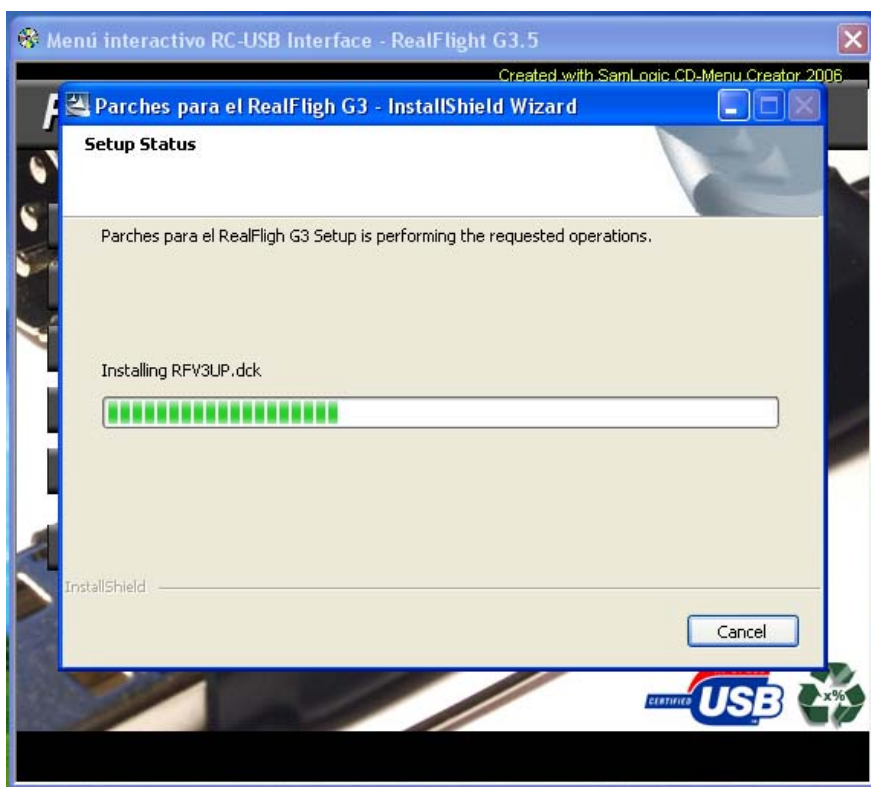 Menú interactivo RC-USB Interface - RealFlight G3.5
Created with SamLogic CD-Menu Creator 2006
Parches para el RealFligh G3 - InstallShield Wizard
Setup Status
Parches para el RealFligh G3 Setup is performing the requested operations.
Installing RFV3UP.dck
InstallShield
Cancel
CERTIFIED USB
x%